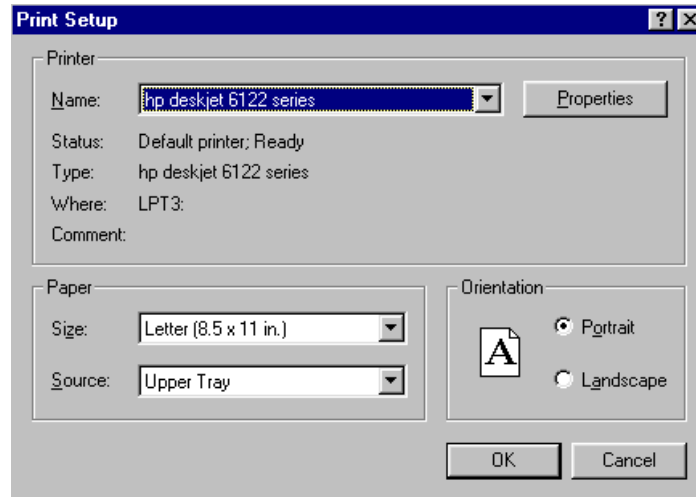 Print Setup
Printer
Name: hp deskjet 6122 series Properties
Status: Default printer; Ready
Type: hp deskjet 6122 series
Where: LPT3:
Comment:
Paper
Size: Letter (8.5 x 11 in.)
Source: Upper Tray
Orientation
A
Portrait
Landscape
OK Cancel